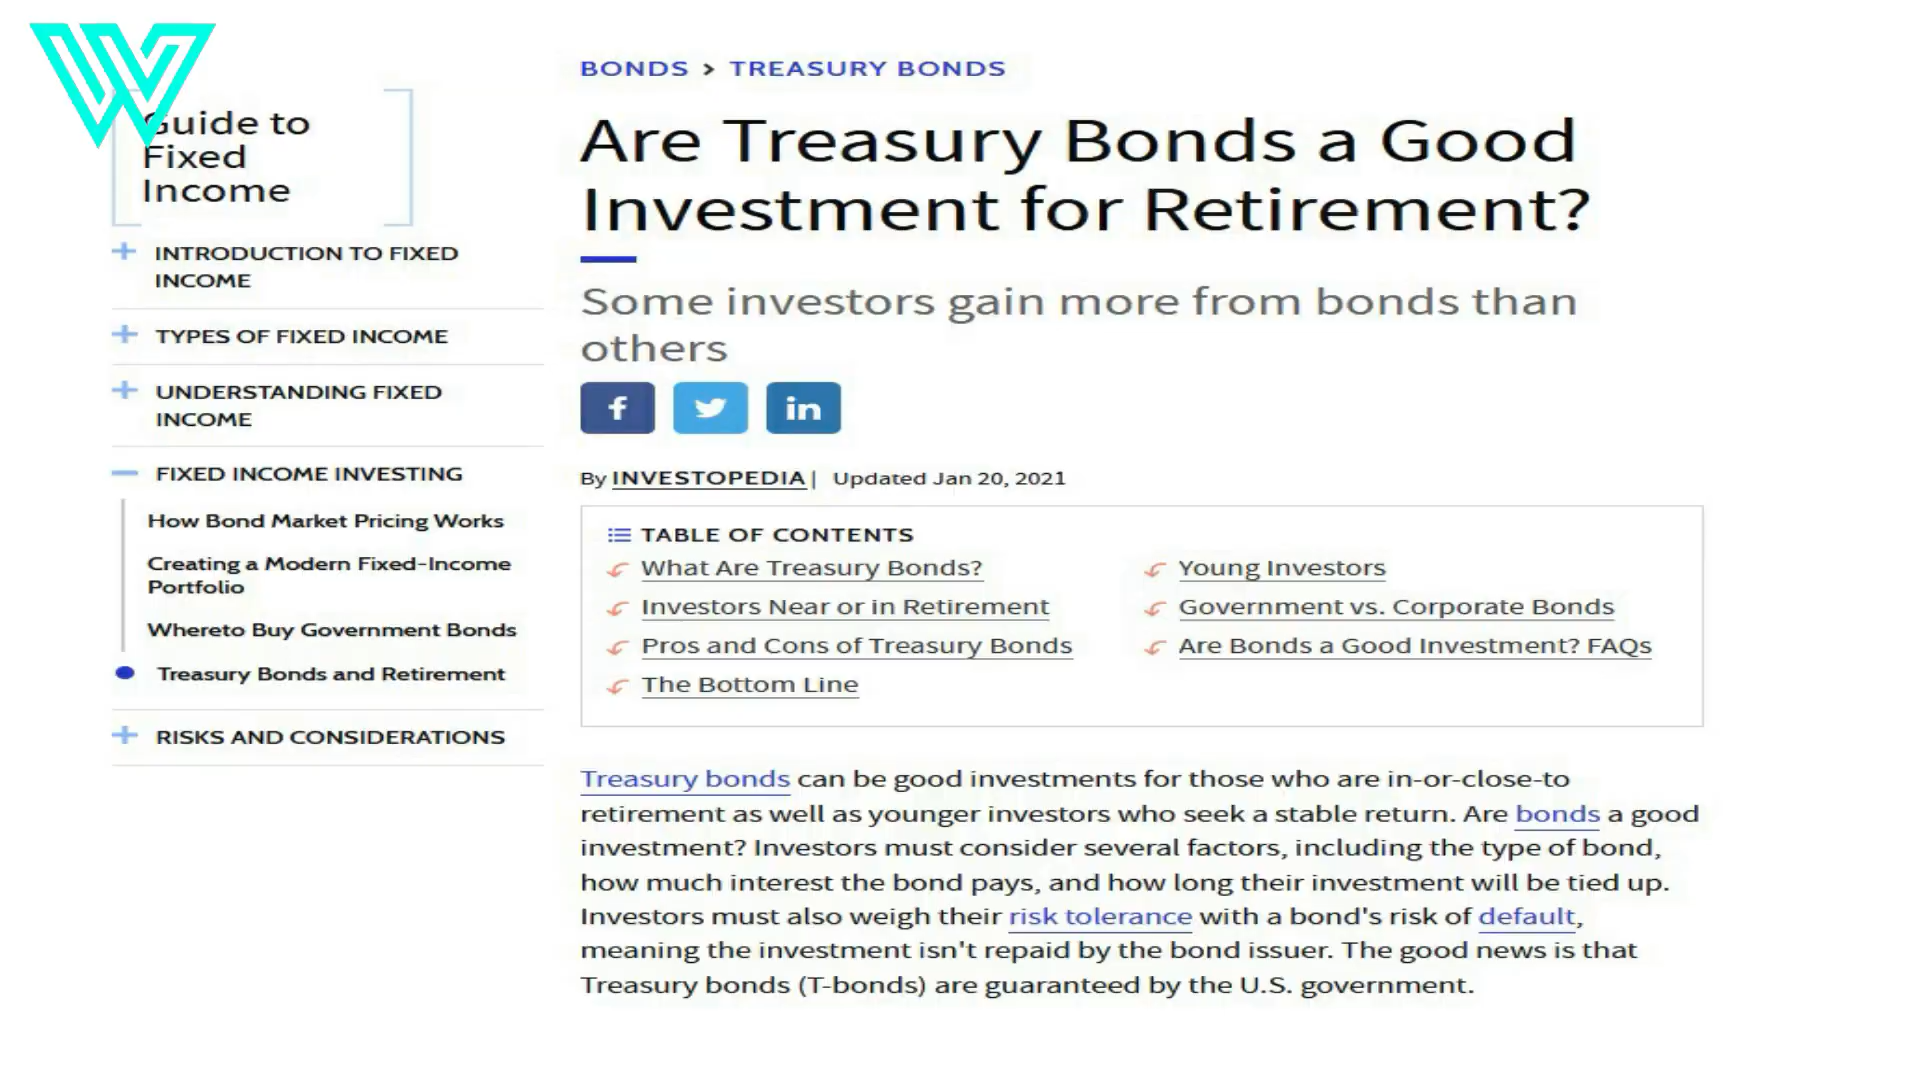 Guide to
Fixed
Income
INTRODUCTION TO FIXED
INCOME
TYPES OF FIXED INCOME
UNDERSTANDING FIXED
INCOME
FIXED INCOME INVESTING
How Bond Market Pricing Works
Creating a Modern Fixed-Income
Portfolio
Whereto Buy Government Bonds
Treasury Bonds and Retirement
RISKS AND CONSIDERATIONS
BONDS > TREASURY BONDS
Are Treasury Bonds a Good
Investment for Retirement?
Some investors gain more from bonds than
others
By INVESTOPEDIA | Updated Jan 20, 2021
TABLE OF CONTENTS
What Are Treasury Bonds?
Investors Near or in Retirement
Pros and Cons of Treasury Bonds
The Bottom Line
Young Investors
Government vs. Corporate Bonds
Are Bonds a Good Investment? FAQs
Treasury bonds can be good investments for those who are in-or-close-to
retirement as well as younger investors who seek a stable return. Are bonds a good
investment? Investors must consider several factors, including the type of bond,
how much interest the bond pays, and how long their investment will be tied up.
Investors must also weigh their risk tolerance with a bond's risk of default,
meaning the investment isn't repaid by the bond issuer. The good news is that
Treasury bonds (T-bonds) are guaranteed by the U.S. government.